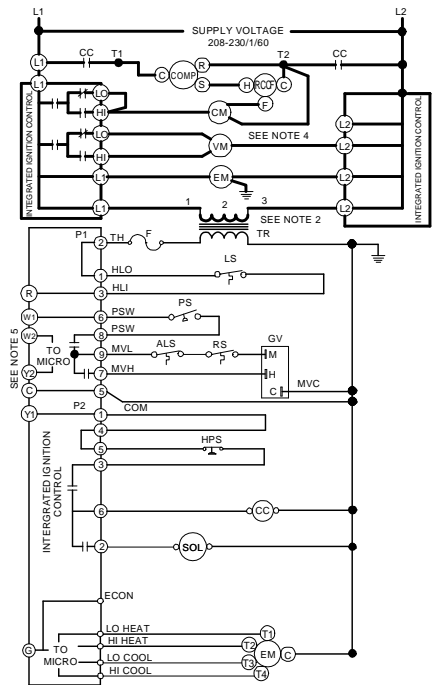 L1 L2
SUPPLY VOLTAGE
208-230/1/60
CC T1 T2 CC
L1 C COMP R S H RCCF C
L1 LO HI CM F
SEE NOTE 4
LO HI VM L2
L2
L1 EM L2
L1 1 2 3 L2
SEE NOTE 2
TR
INTEGRATED IGNITION CONTROL
INTEGRATED IGNITION CONTROL
P1 2 TH F
1 HLO LS
R 3 HLI
W1 6 PSW PS
W2 8 PSW
TO
MICRO
9 MVL ALS RS GV M
Y2 7 MVH H
C 5 C MVC
SEE NOTE 5
Y1 P2 1 COM
4
5 HPS
3
INTERGRATED IGNITION
CONTROL
6 CC
2 SOL
ECON
LO HEAT T1
G TO
MICRO
HI HEAT T2
LO COOL T3 EM C
HI COOL T4